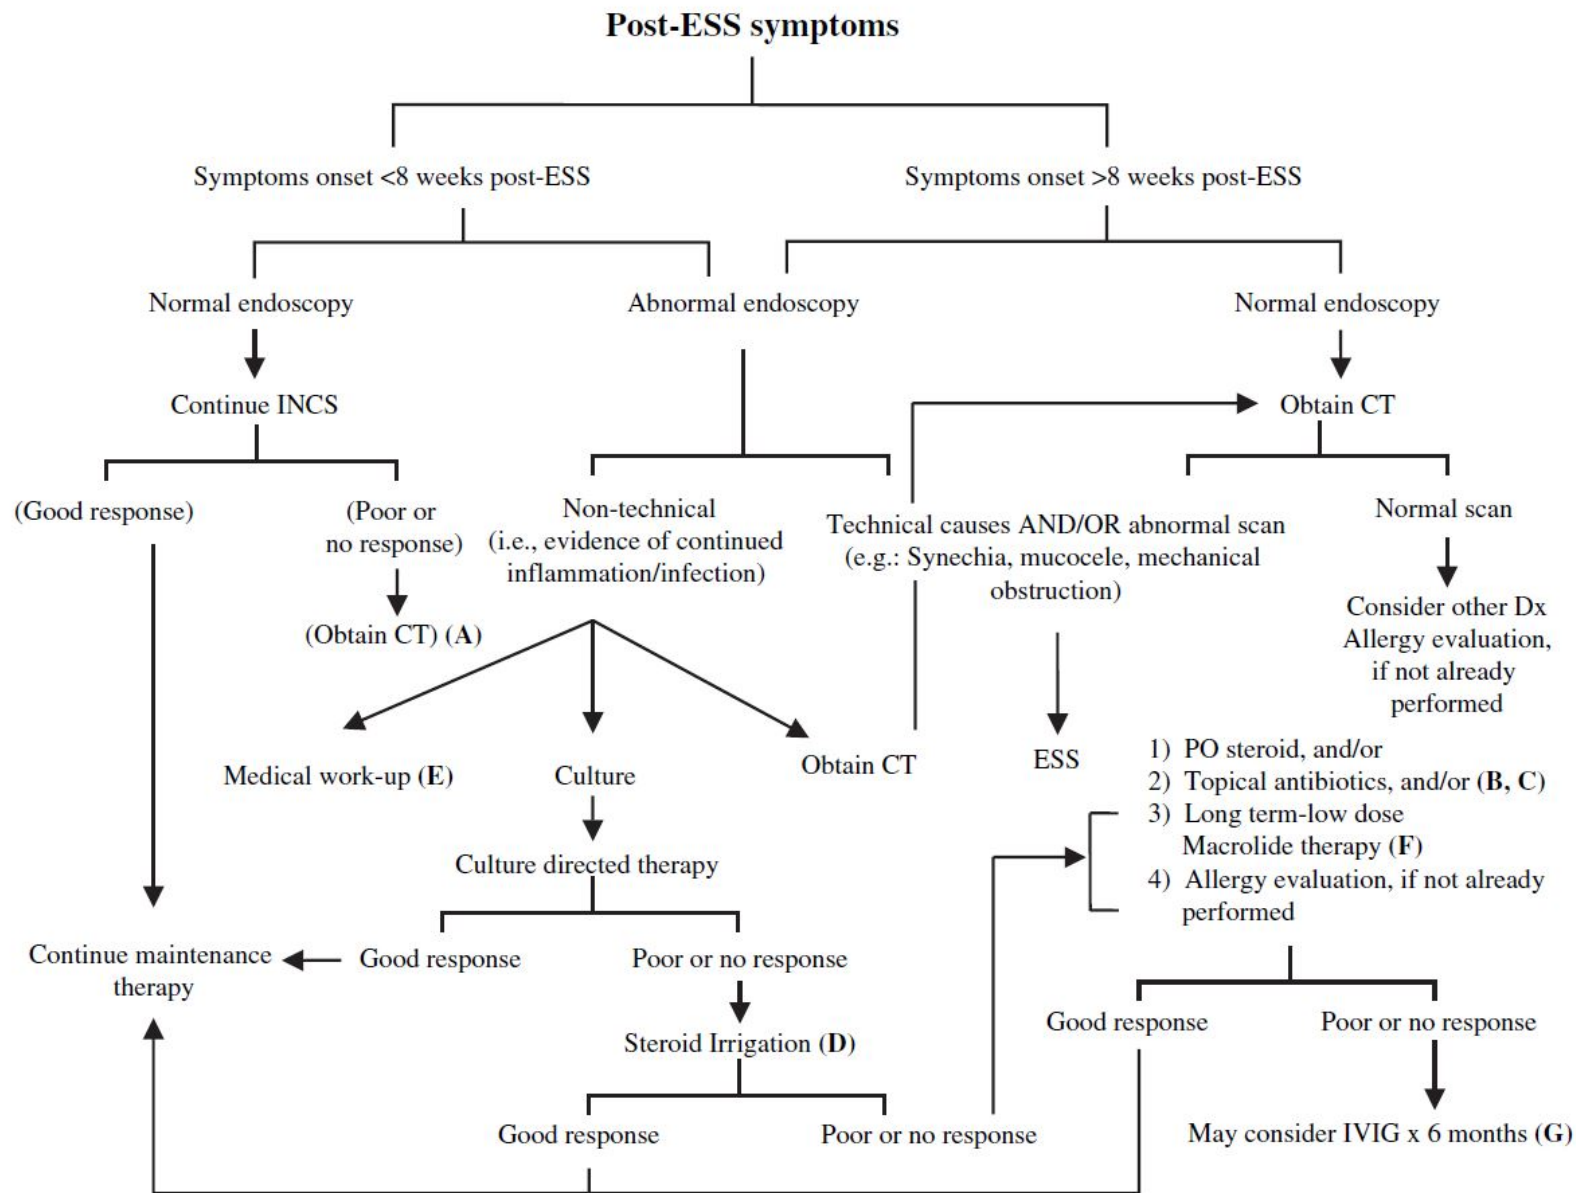 Post-ESS symptoms
Symptoms onset <8 weeks post-ESS
Symptoms onset >8 weeks post-ESS
Normal endoscopy
Abnormal endoscopy
Normal endoscopy
Continue INCS
Obtain CT
(Good response)
(Poor or
no response)
Non-technical
(i.e., evidence of continued
inflammation/infection)
Technical causes AND/OR abnormal scan
(e.g.: Synechia, mucocele, mechanical
obstruction)
Normal scan
(Obtain CT) (A)
Consider other Dx
Allergy evaluation,
if not already
performed
Medical work-up (E)
Culture
Obtain CT
ESS
1) PO steroid, and/or
2) Topical antibiotics, and/or (B, C)
3) Long term-low dose
Macrolide therapy (F)
4) Allergy evaluation, if not already
performed
Culture directed therapy
Continue maintenance
therapy
Good response
Poor or no response
Steroid Irrigation (D)
Good response
Poor or no response
Good response
Poor or no response
May consider IVIG x 6 months (G)